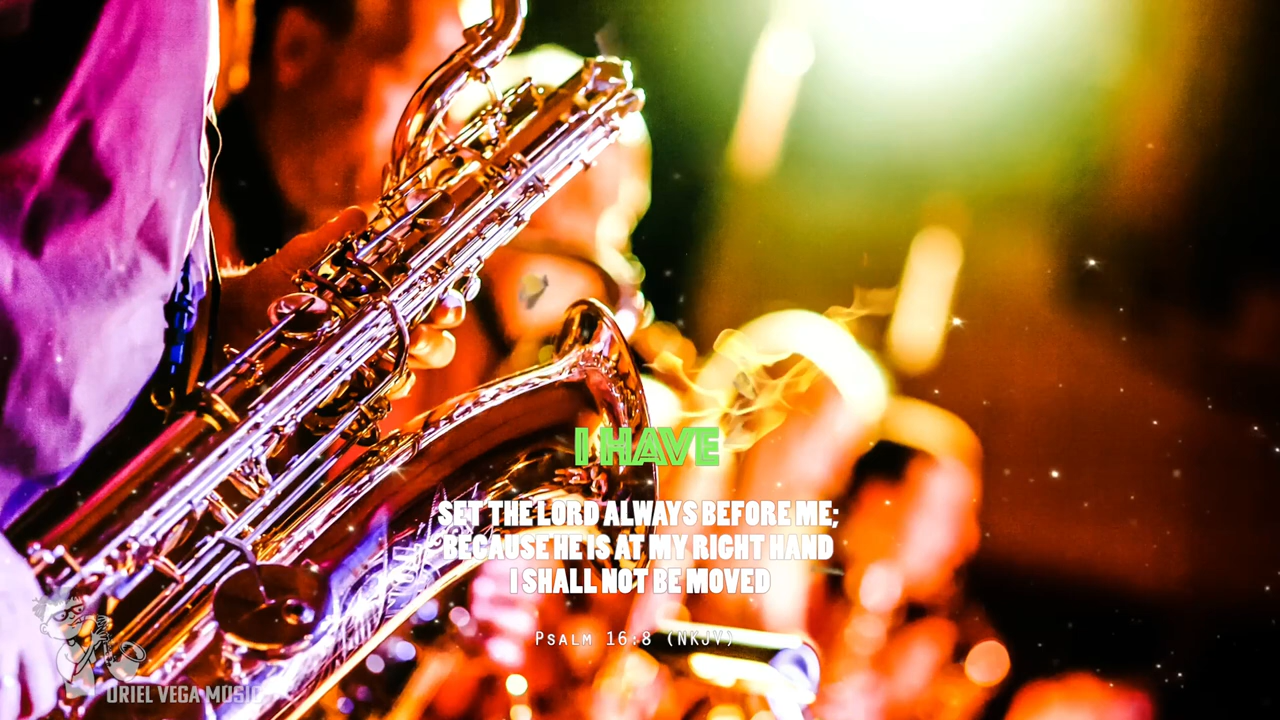 I HAVE
SET THE LORD ALWAYS BEFORE ME;
BECAUSE HE IS AT MY RIGHT HAND
I SHALL NOT BE MOVED
Psalm 16:8 (NKJV)
ORIEL VEGA MUSIC